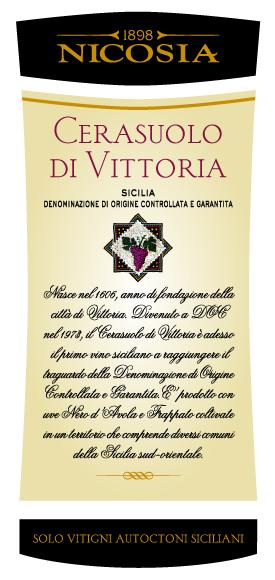 1898
NICOSIA
CERASUOLO
DI VITTORIA
SICILIA
DENOMINAZIONE DI ORIGINE CONTROLLATA E GARANTITA
Nasce nel 1606, anno di fondazione della
città di Vittoria. Divenuto a DOC
nel 1973, il Cerasuolo di Vittoria è adesso
il primo vino siciliano a raggiungere il
traguardo della Denominazione di Origine
Controllata e Garantita. E' prodotto con
uve Nero d'Avola e Frappato coltivate
in un territorio che comprende diversi comuni
della Sicilia sud-orientale.
SOLO VITIGNI AUTOCTONI SICILIANI